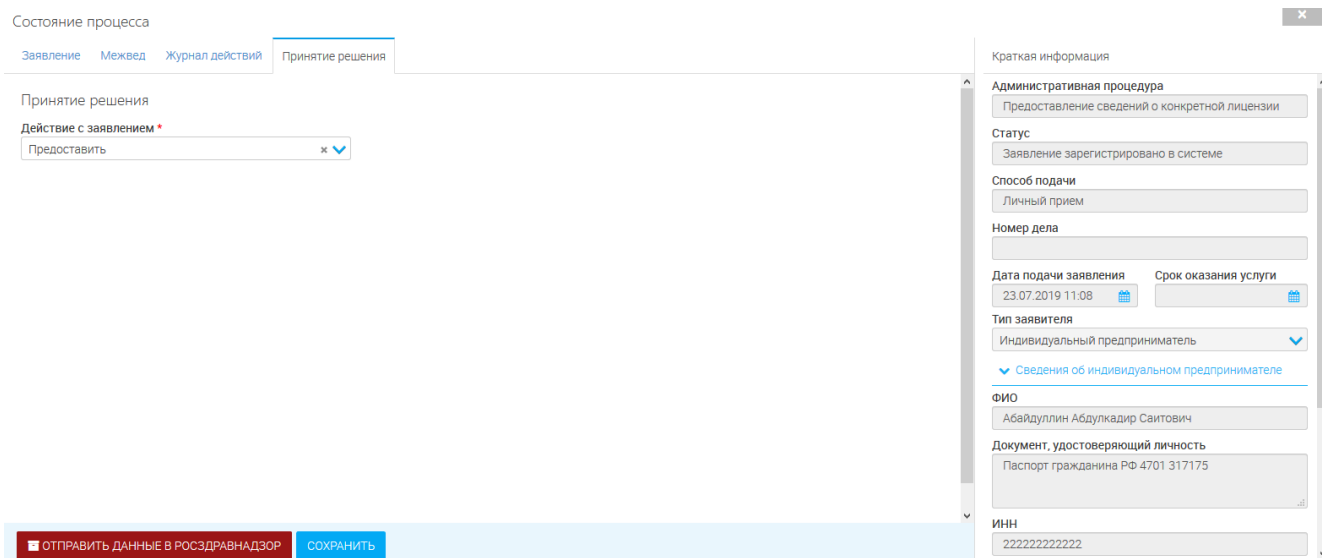 Состояние процесса
×
Заявление Межвед Журнал действий Принятие решения
Принятие решения
Действие с заявлением *
Предоставить
ОТПРАВИТЬ ДАННЫЕ В РОСЗДРАВНАДЗОР СОХРАНИТЬ
Краткая информация
Административная процедура
Предоставление сведений о конкретной лицензии
Статус
Заявление зарегистрировано в системе
Способ подачи
Личный прием
Номер дела
Дата подачи заявления Срок оказания услуги
23.07.2019 11:08
Тип заявителя
Индивидуальный предприниматель
Сведения об индивидуальном предпринимателе
ФИО
Абайдуллин Абдулкадир Саитович
Документ, удостоверяющий личность
Паспорт гражданина РФ 4701 317175
ИНН
222222222222